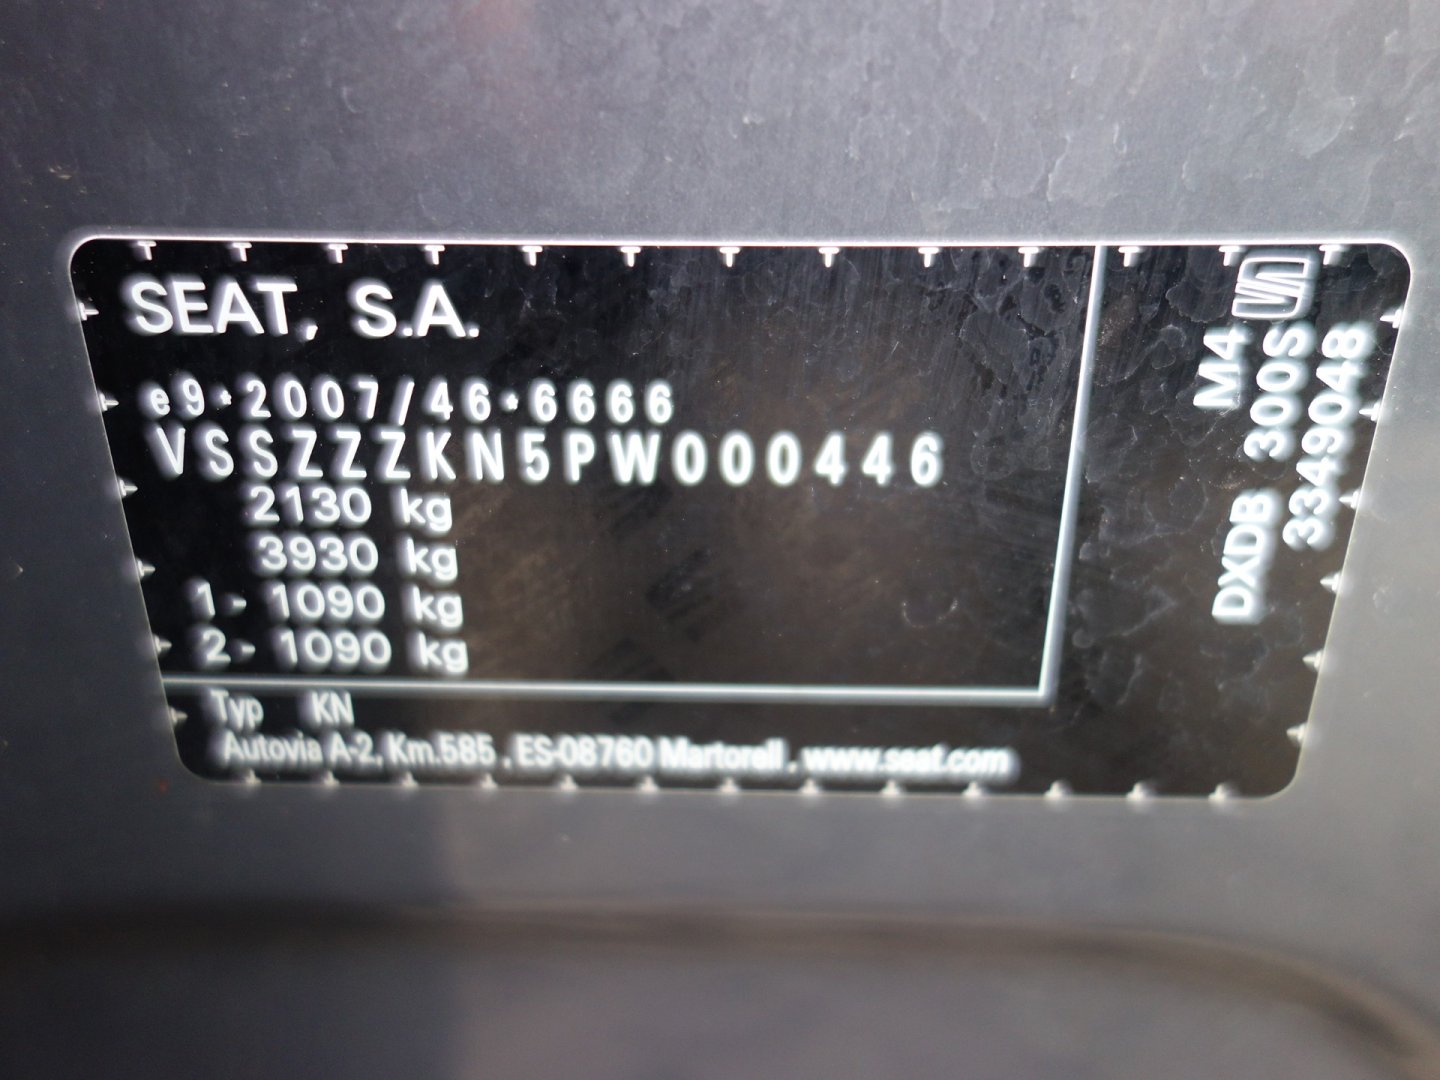 SEAT, S.A.
e9*2007/46*6666
VSSZZZKN5PW000446
2130 kg
3930 kg
1- 1090 kg
2- 1090 kg
Typ KN
Autovia A-2, Km.585 . ES-08760 Martorell . www.seat.com
M4
DXDB 300S
3349048